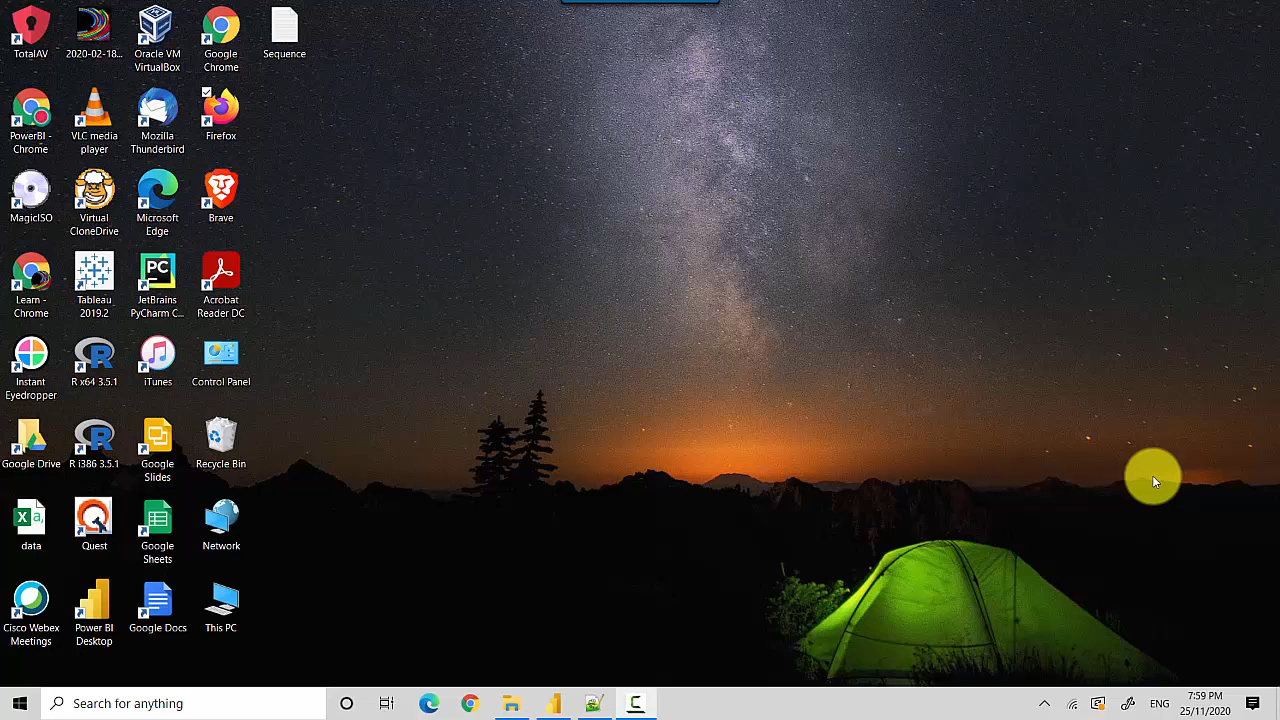 TotalAV
2020-02-18...
Oracle VM
VirtualBox
Google
Chrome
Sequence
PowerBI -
Chrome
VLC media
player
Mozilla
Thunderbird
Firefox
MagicISO
Virtual
CloneDrive
Microsoft
Edge
Brave
Learn -
Chrome
Tableau
2019.2
PC
JetBrains
PyCharm C...
Acrobat
Reader DC
Instant
Eyedropper
R
R x64 3.5.1
iTunes
Control Panel
Google Drive
R
R i386 3.5.1
Google
Slides
Recycle Bin
X a,
data
Quest
Google
Sheets
Network
Cisco Webex
Meetings
Power BI
Desktop
Google Docs
This PC
Search for anything
ENG
7:59 PM
25/11/2020